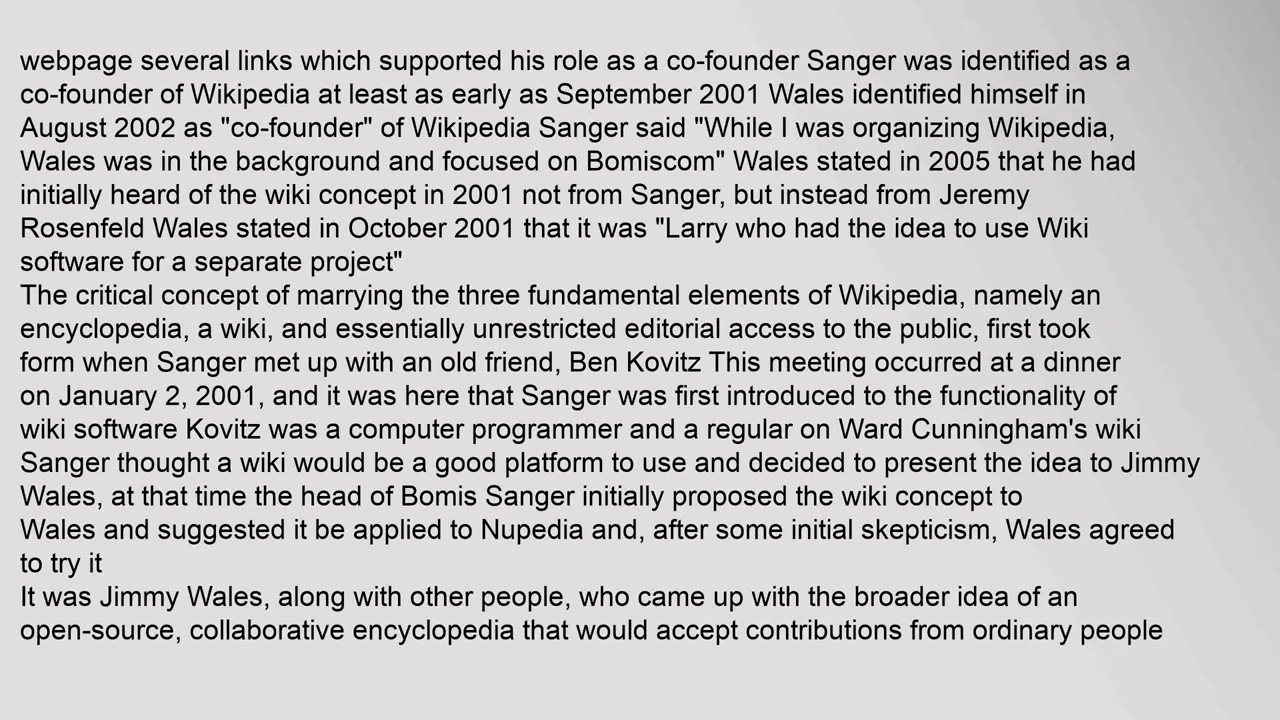 webpage several links which supported his role as a co-founder Sanger was identified as a
co-founder of Wikipedia at least as early as September 2001 Wales identified himself in
August 2002 as "co-founder" of Wikipedia Sanger said "While I was organizing Wikipedia,
Wales was in the background and focused on Bomiscom" Wales stated in 2005 that he had
initially heard of the wiki concept in 2001 not from Sanger, but instead from Jeremy
Rosenfeld Wales stated in October 2001 that it was "Larry who had the idea to use Wiki
software for a separate project"
The critical concept of marrying the three fundamental elements of Wikipedia, namely an
encyclopedia, a wiki, and essentially unrestricted editorial access to the public, first took
form when Sanger met up with an old friend, Ben Kovitz This meeting occurred at a dinner
on January 2, 2001, and it was here that Sanger was first introduced to the functionality of
wiki software Kovitz was a computer programmer and a regular on Ward Cunningham's wiki
Sanger thought a wiki would be a good platform to use and decided to present the idea to Jimmy
Wales, at that time the head of Bomis Sanger initially proposed the wiki concept to
Wales and suggested it be applied to Nupedia and, after some initial skepticism, Wales agreed
to try it
It was Jimmy Wales, along with other people, who came up with the broader idea of an
open-source, collaborative encyclopedia that would accept contributions from ordinary people